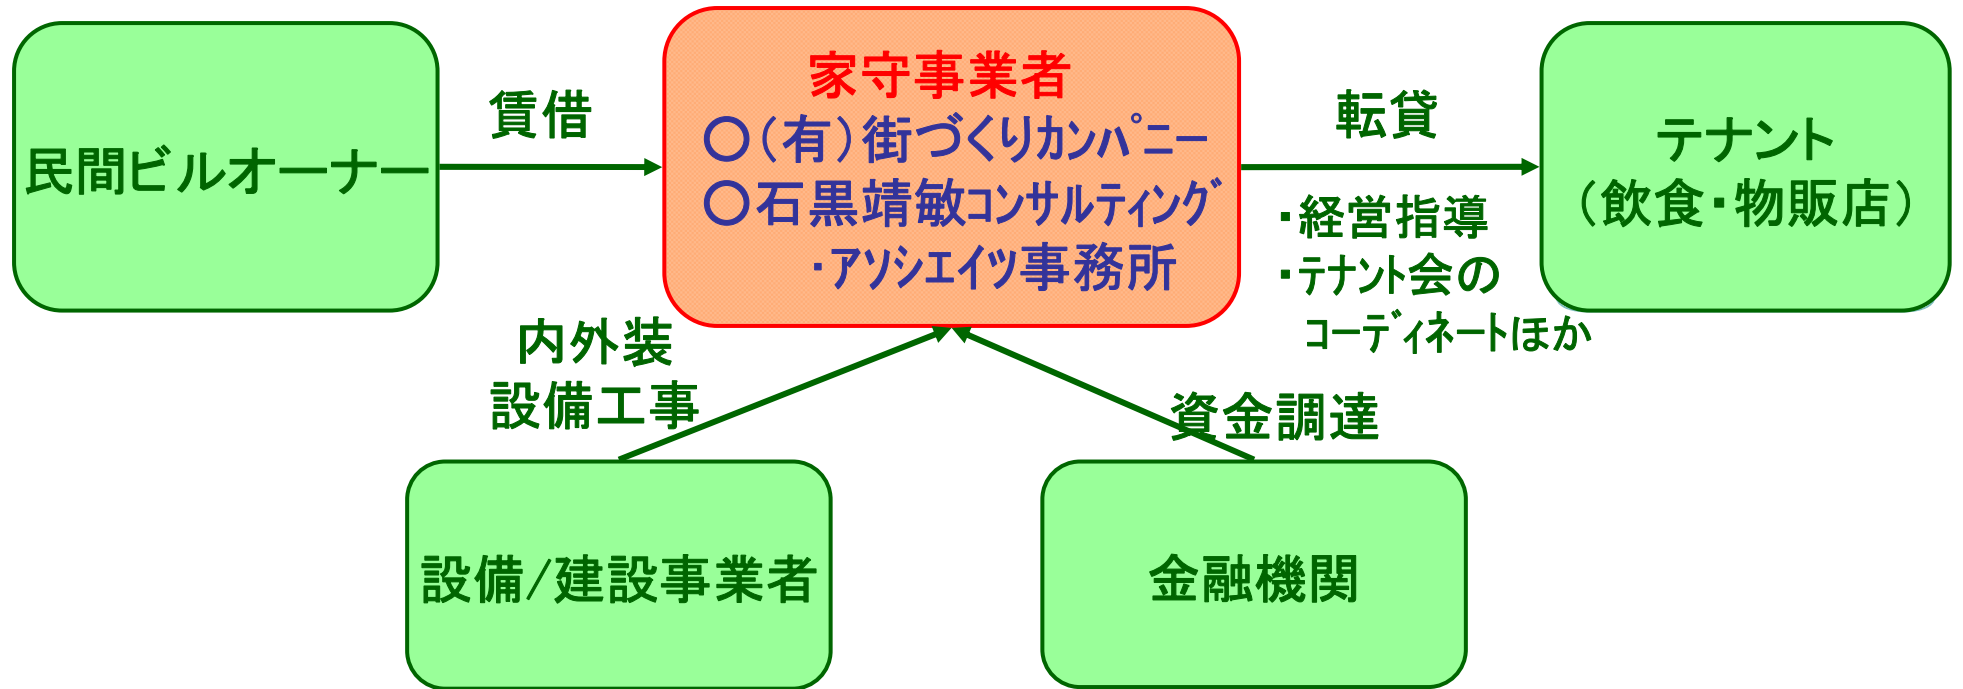 民間ビルオーナー
賃借
家守事業者
〇（有）街づくりカンパニー
〇石黒靖敏コンサルティング
・アソシエイツ事務所
転貸
・経営指導
・テナント会の
コーディネートほか
テナント
（飲食・物販店）
内外装
設備工事
資金調達
設備/建設事業者
金融機関